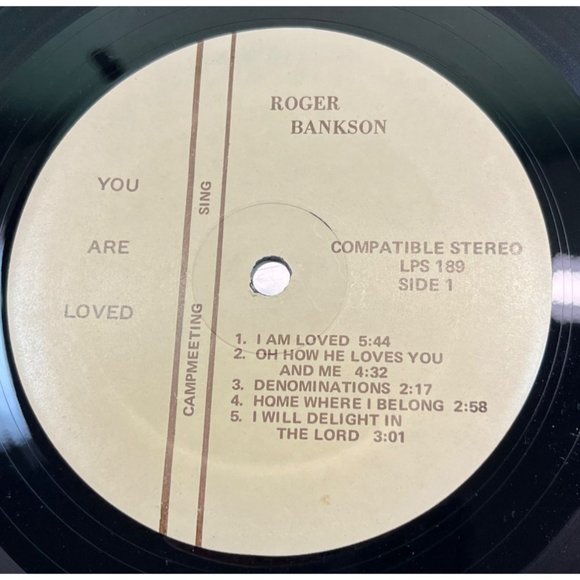 ROGER
BANKSON
YOU
ARE
LOVED
CAMPMEETING SING
COMPATIBLE STEREO
LPS 189
SIDE 1
1. I AM LOVED 5:44
2. OH HOW HE LOVES YOU
AND ME 4:32
3. DENOMINATIONS 2:17
4. HOME WHERE I BELONG 2:58
5. I WILL DELIGHT IN
THE LORD 3:01